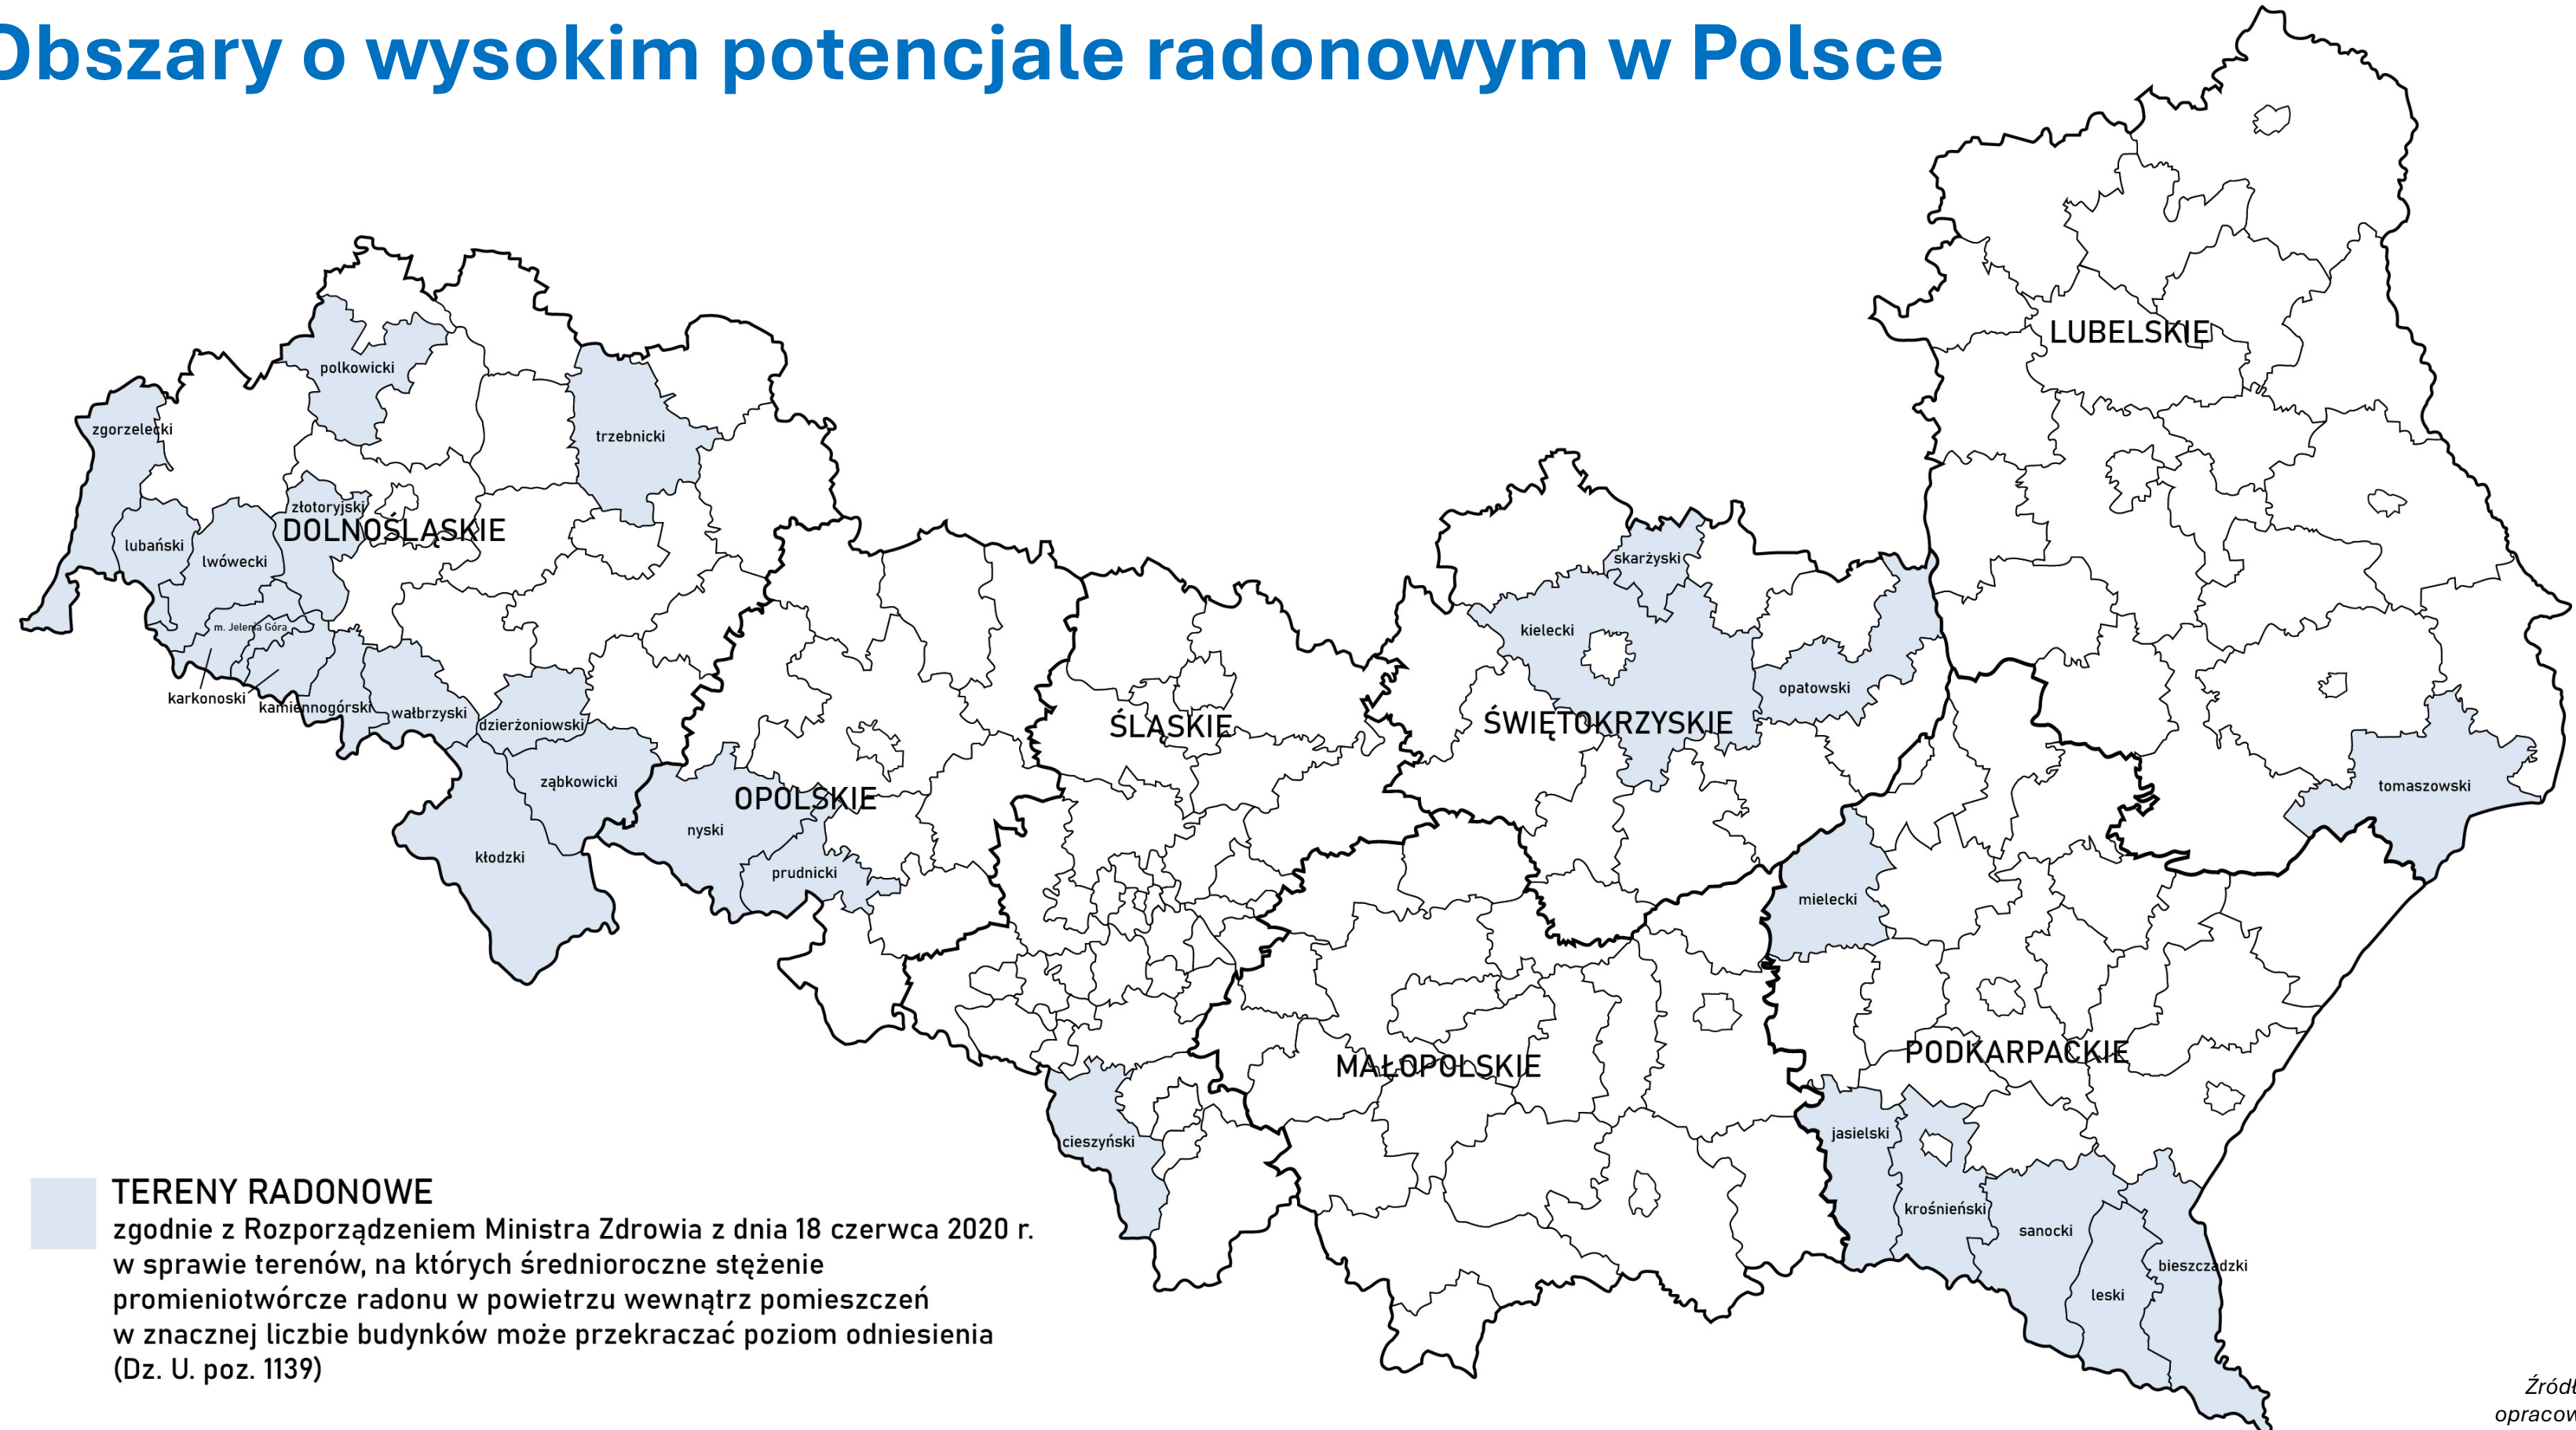 Obszary o wysokim potencjale radonowym w Polsce
LUBELSKIE
polkowicki
zgorzelecki
trzebnicki
złotoryjski
DOLNOŚLĄSKIE
lubański
lwówecki
skarżyski
m. Jelenia Góra
kielecki
karkonoski
kamiennogórski
wałbrzyski
dzierżoniowski
opatowski
ŚLĄSKIE
ŚWIĘTOKRZYSKIE
ząbkowicki
OPOLSKIE
tomaszowski
nyski
kłodzki
prudnicki
mielecki
MAŁOPOLSKIE
PODKARPACKIE
cieszyński
jasielski
krośnieński
sanocki
bieszczadzki
leski
TERENY RADONOWE
zgodnie z Rozporządzeniem Ministra Zdrowia z dnia 18 czerwca 2020 r.
w sprawie terenów, na których średnioroczne stężenie
promieniotwórcze radonu w powietrzu wewnątrz pomieszczeń
w znacznej liczbie budynków może przekraczać poziom odniesienia
(Dz. U. poz. 1139)